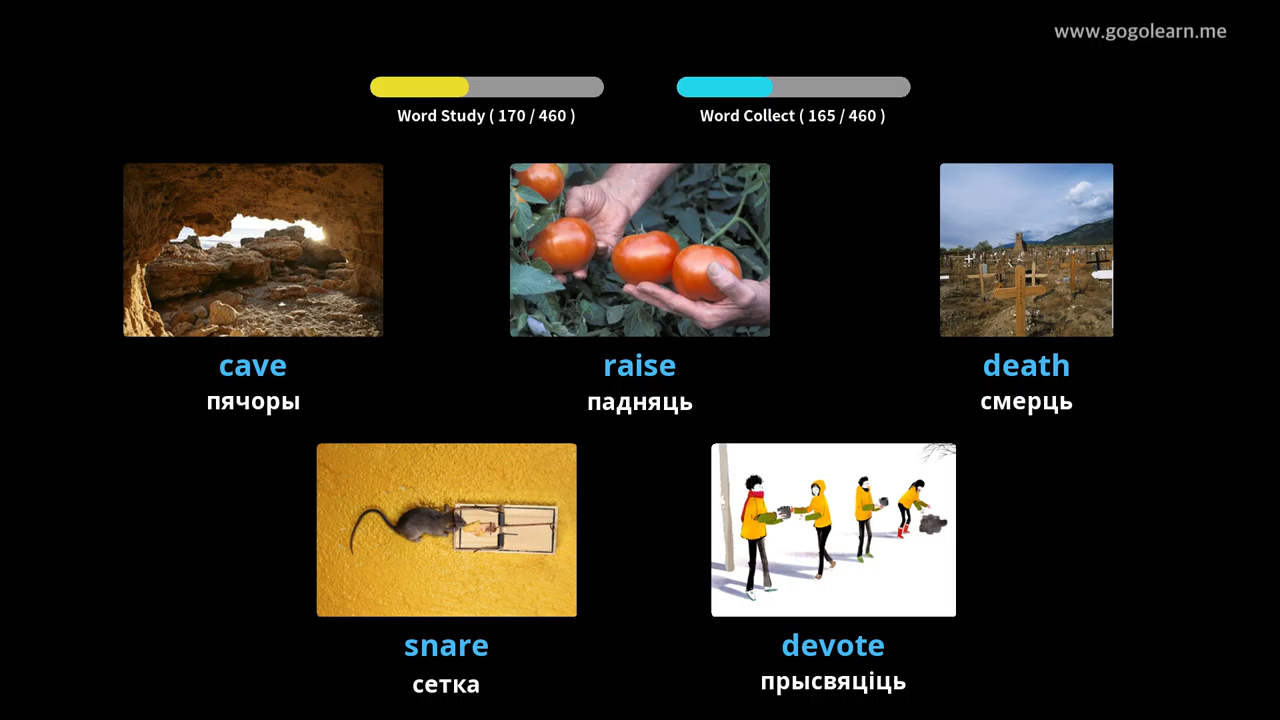 www.gogolearn.me
Word Study ( 170 / 460 )
Word Collect ( 165 / 460 )
cave
пячоры
raise
падняць
death
смерць
snare
сетка
devote
прысвяціць